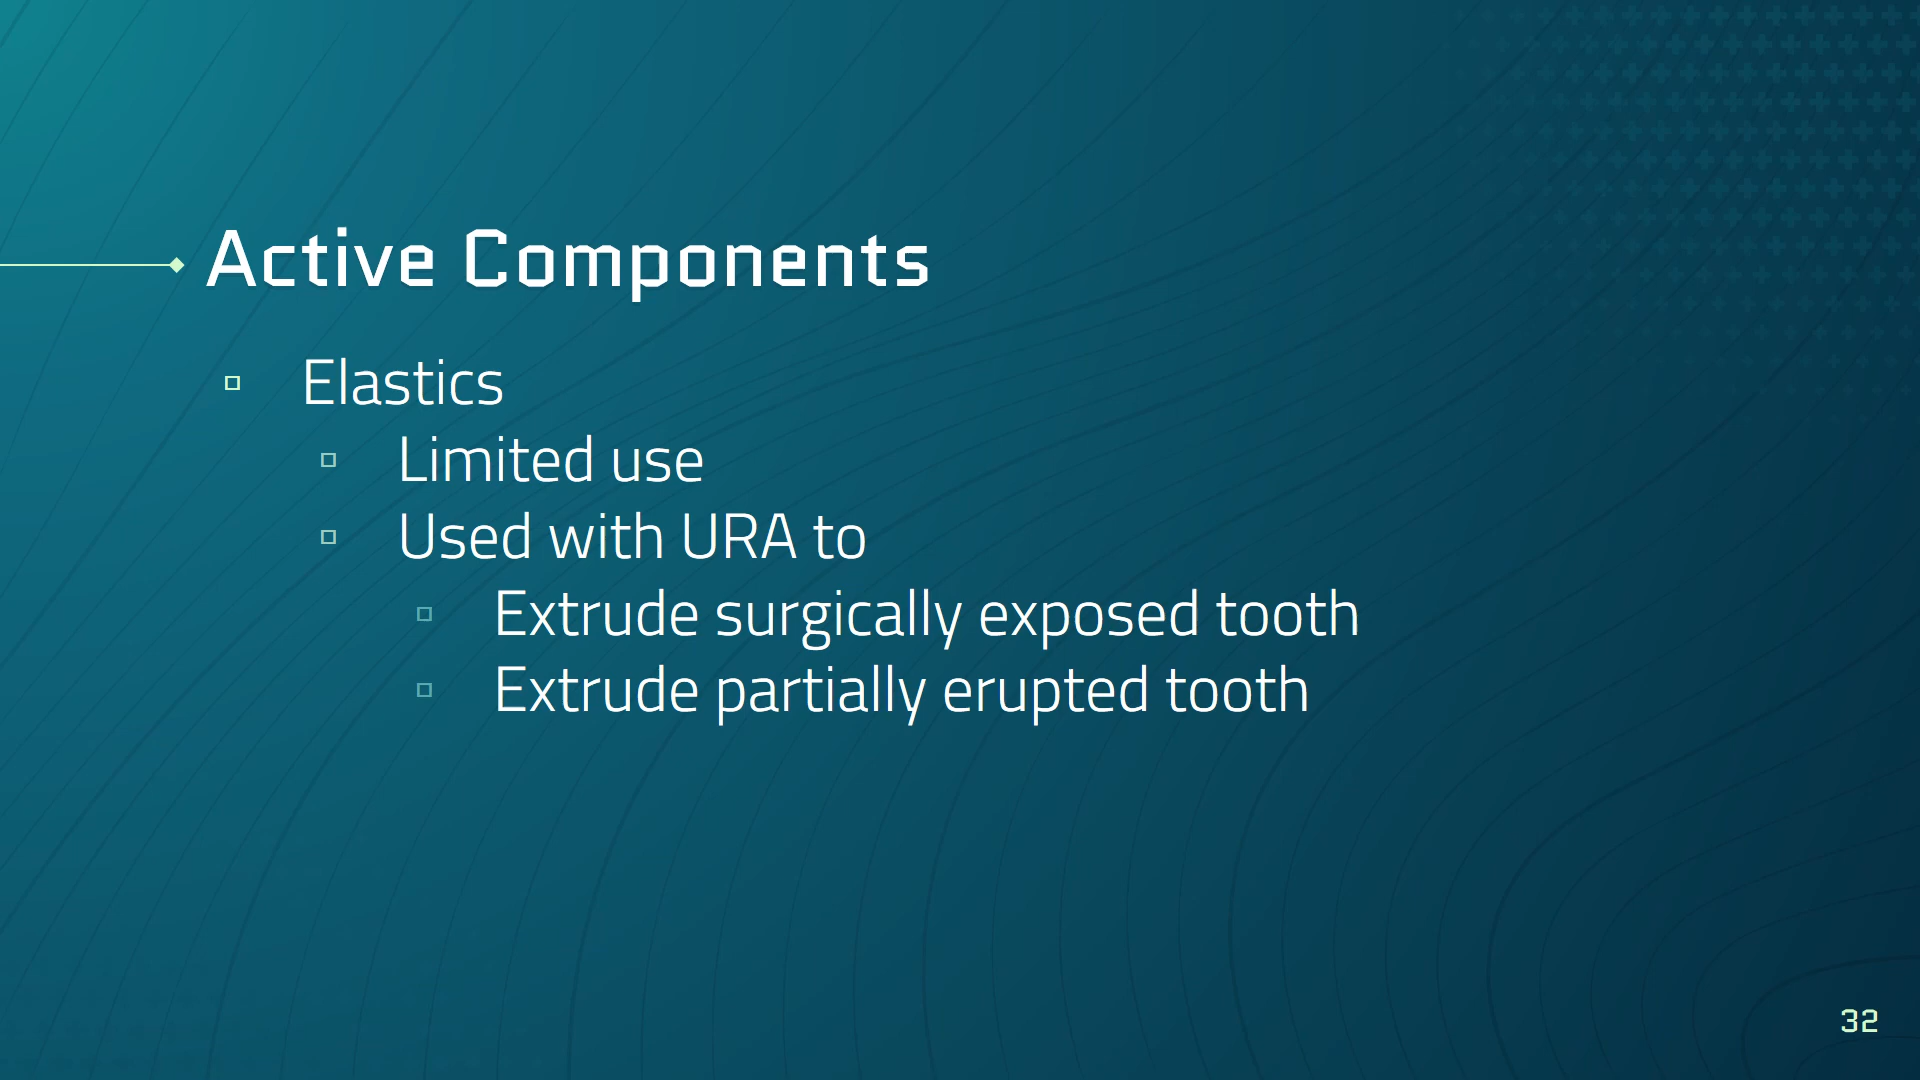 Active Components
Elastics
Limited use
Used with URA to
Extrude surgically exposed tooth
Extrude partially erupted tooth
32